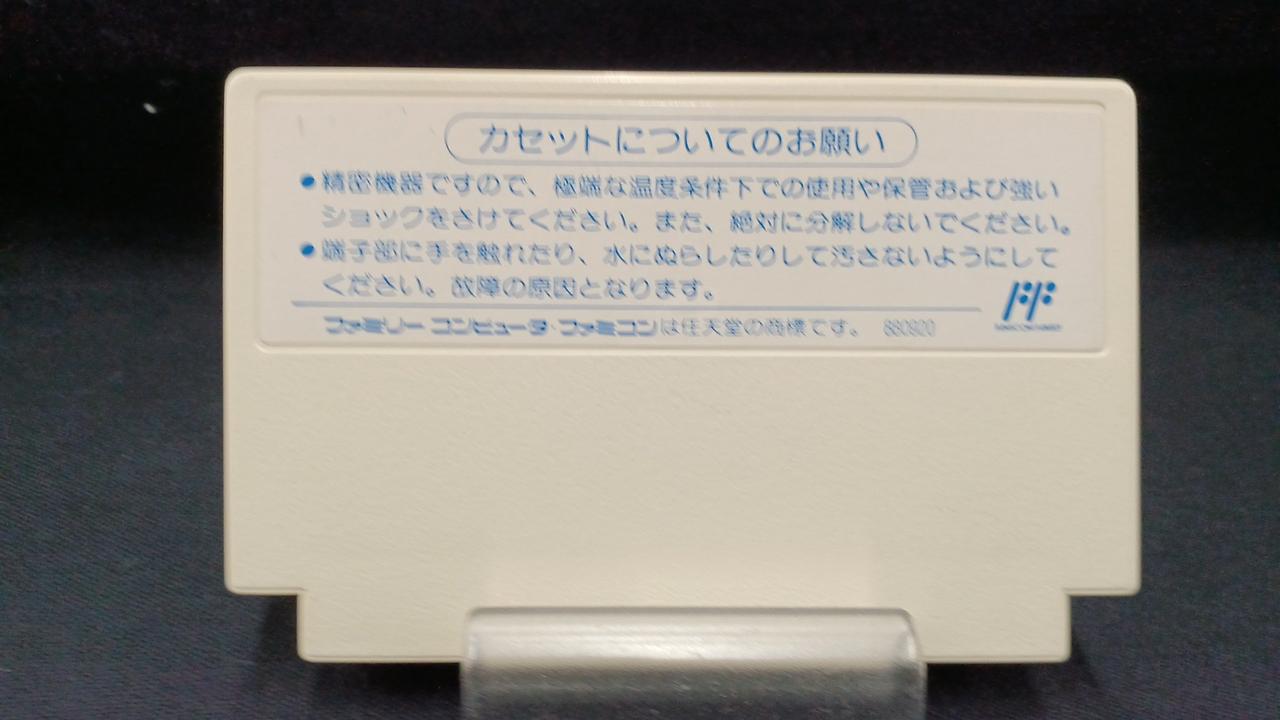 カセットについてのお願い
●精密機器ですので、極端な温度条件下での使用や保管および強い
ショックをさけてください。また、絶対に分解しないでください。
●端子部に手を触れたり、水にぬらしたりして汚さないようにして
ください。故障の原因となります。
ファミリーコンピュータ・ファミコンは任天堂の商標です。 880820